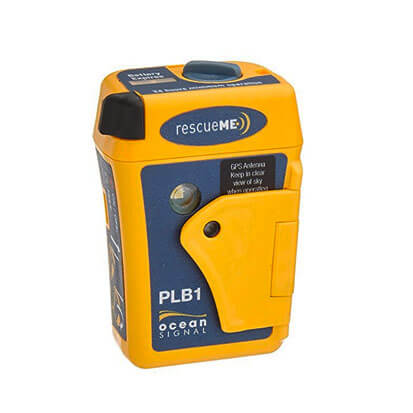 Battery
Expires
24 hours minimum operation
rescueME
GPS Antenna
Keep in clear
view of sky
when operating
PLB1
ocean
SIGNAL